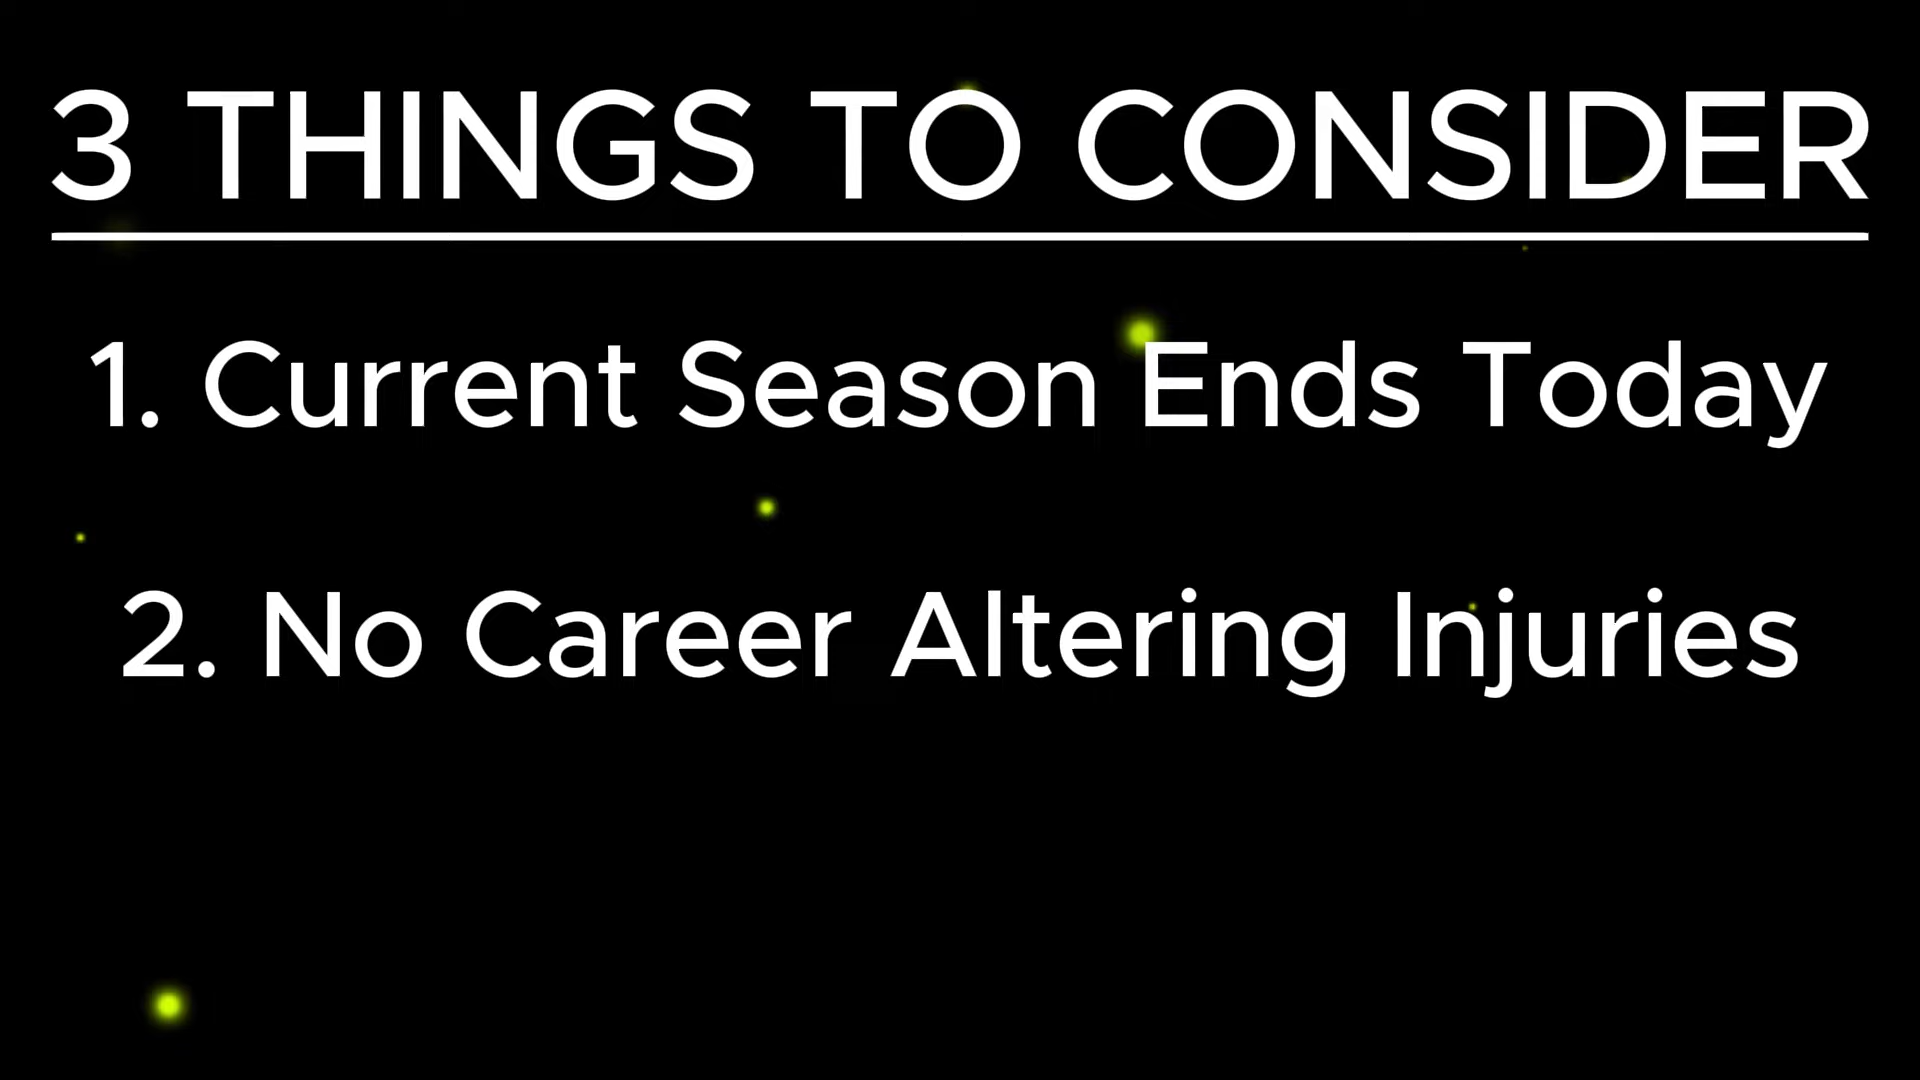 3 THINGS TO CONSIDER
1. Current Season Ends Today
2. No Career Altering Injuries